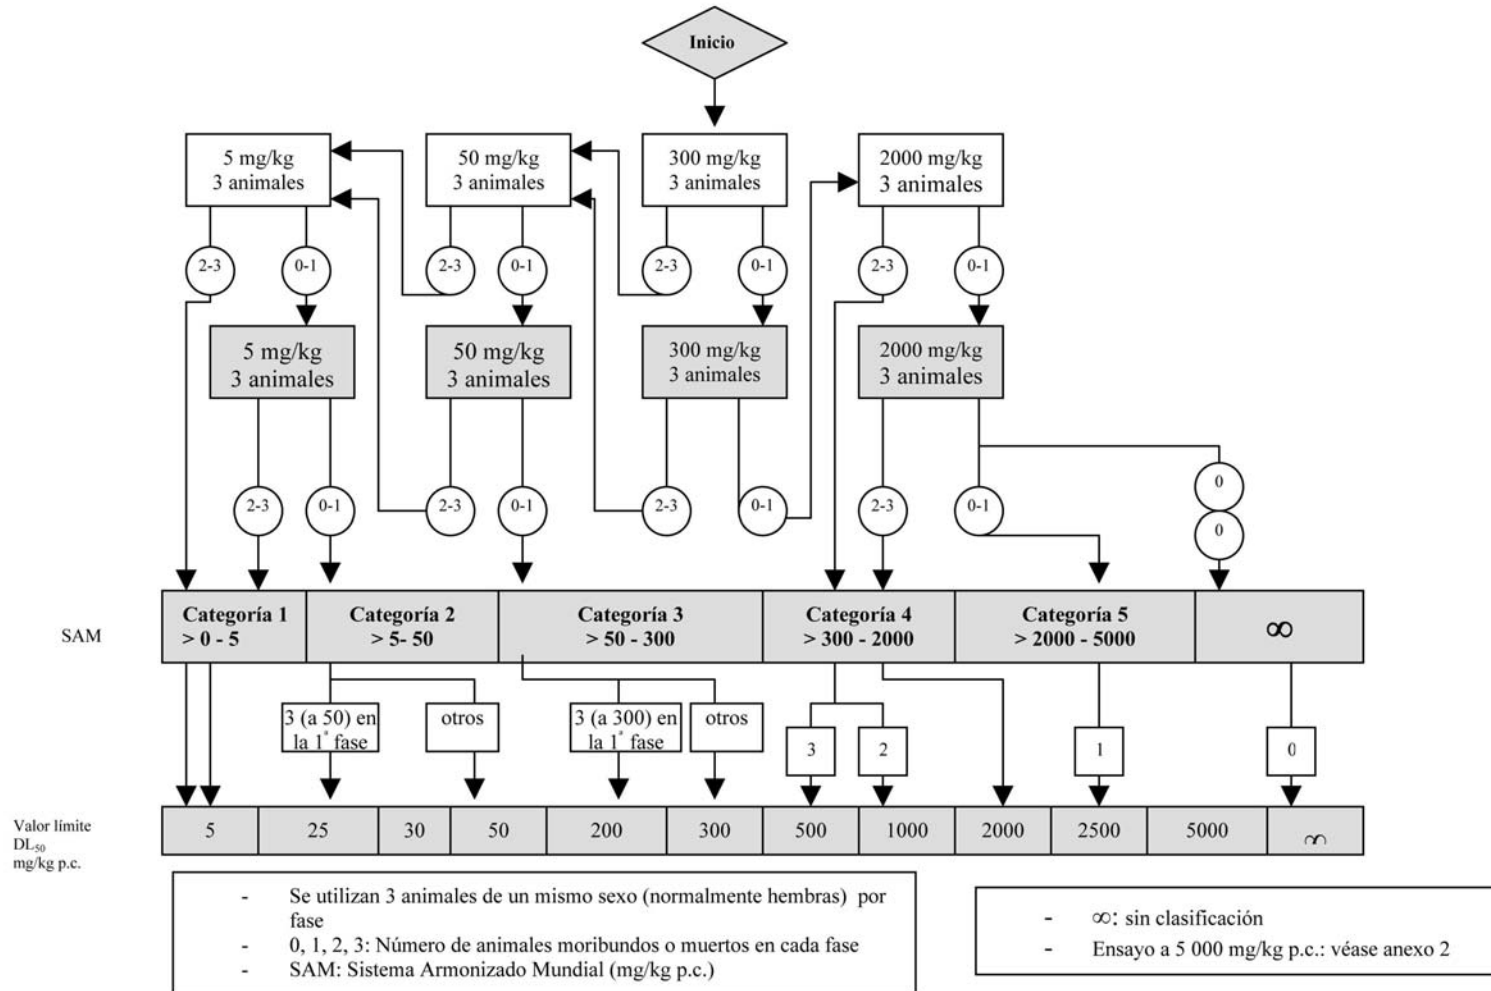 Inicio
5 mg/kg
3 animales
50 mg/kg
3 animales
300 mg/kg
3 animales
2000 mg/kg
3 animales
2-3
0-1
2-3
0-1
2-3
0-1
2-3
0-1
5 mg/kg
3 animales
50 mg/kg
3 animales
300 mg/kg
3 animales
2000 mg/kg
3 animales
2-3
0-1
2-3
0-1
2-3
0-1
2-3
0-1
0
0
SAM
Categoría 1
> 0 - 5
Categoría 2
> 5- 50
Categoría 3
> 50 - 300
Categoría 4
> 300 - 2000
Categoría 5
> 2000 - 5000
∞
3 (a 50) en
la 1ª fase
otros
3 (a 300) en
la 1ª fase
otros
3
2
1
0
Valor límite
DL50
mg/kg p.c.
5
25
30
50
200
300
500
1000
2000
2500
5000
∞
- Se utilizan 3 animales de un mismo sexo (normalmente hembras) por
fase
- 0, 1, 2, 3: Número de animales moribundos o muertos en cada fase
- SAM: Sistema Armonizado Mundial (mg/kg p.c.)
- ∞: sin clasificación
- Ensayo a 5 000 mg/kg p.c.: véase anexo 2